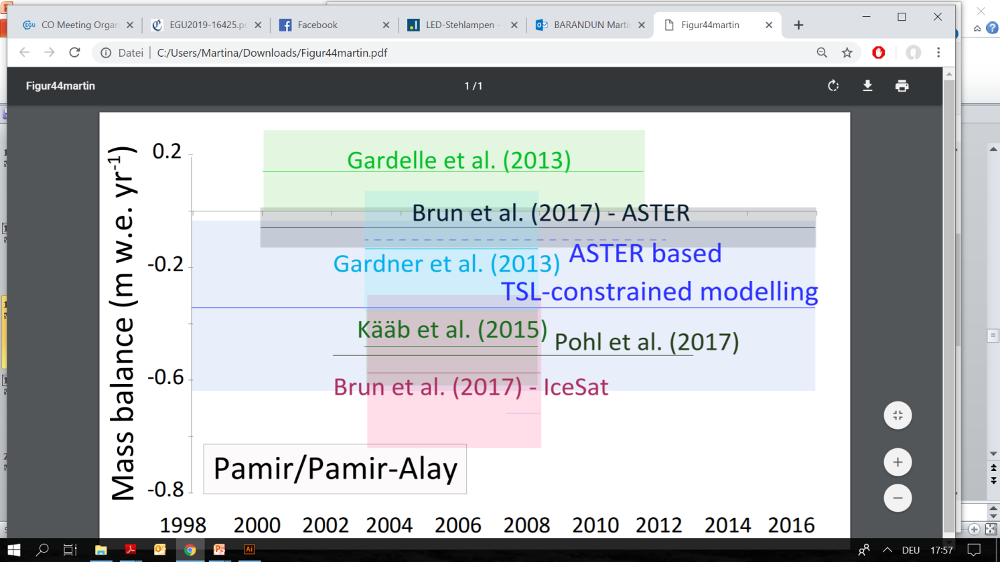 CO Meeting Organ
EGU2019-16425.pd
Facebook
LED-Stehlampen -
BARANDUN Martin
Figur44martin
Datei | C:/Users/Martina/Downloads/Figur44martin.pdf
Figur44martin
1 / 1
Mass balance (m w.e. yr-1)
0.2
-0.2
-0.6
-0.8
Gardelle et al. (2013)
Brun et al. (2017) - ASTER
ASTER based
Gardner et al. (2013)
TSL-constrained modelling
Kääb et al. (2015)
Pohl et al. (2017)
Brun et al. (2017) - IceSat
Pamir/Pamir-Alay
1998 2000 2002 2004 2006 2008 2010 2012 2014 2016
DEU 17:57